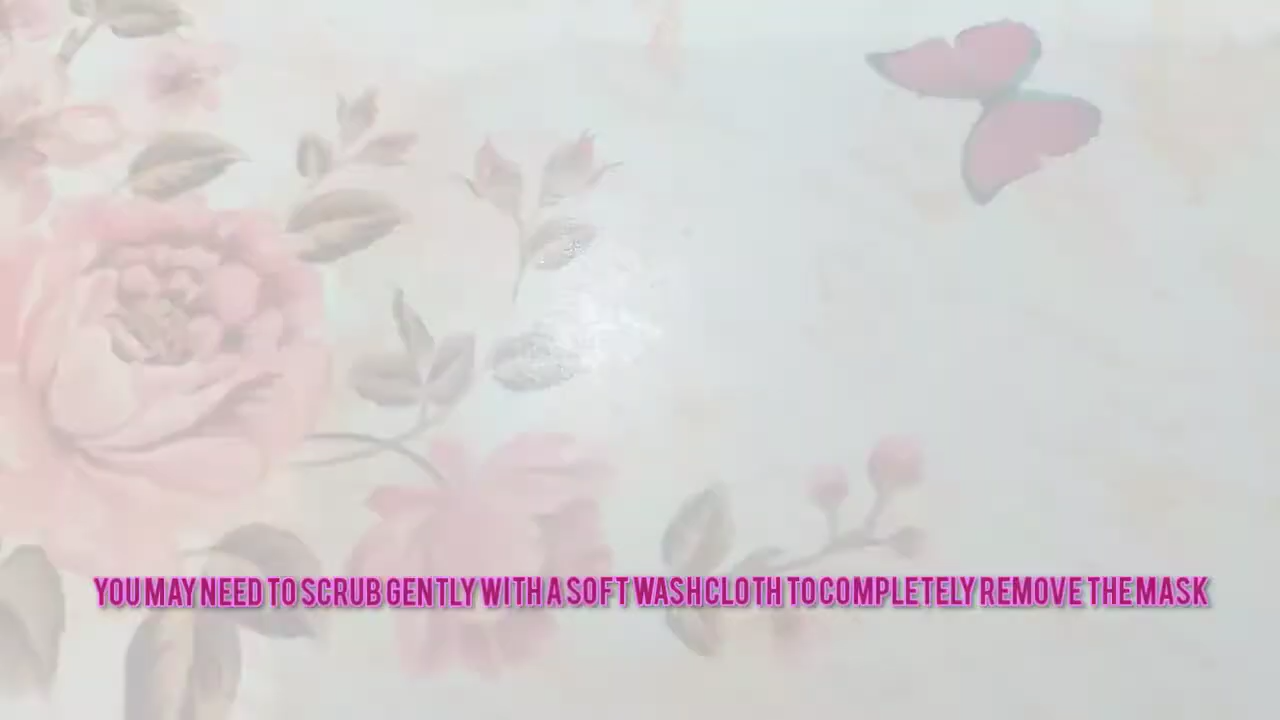 YOU MAY NEED TO SCRUB GENTLY WITH A SOFT WASHCLOTH TO COMPLETELY REMOVE THE MASK